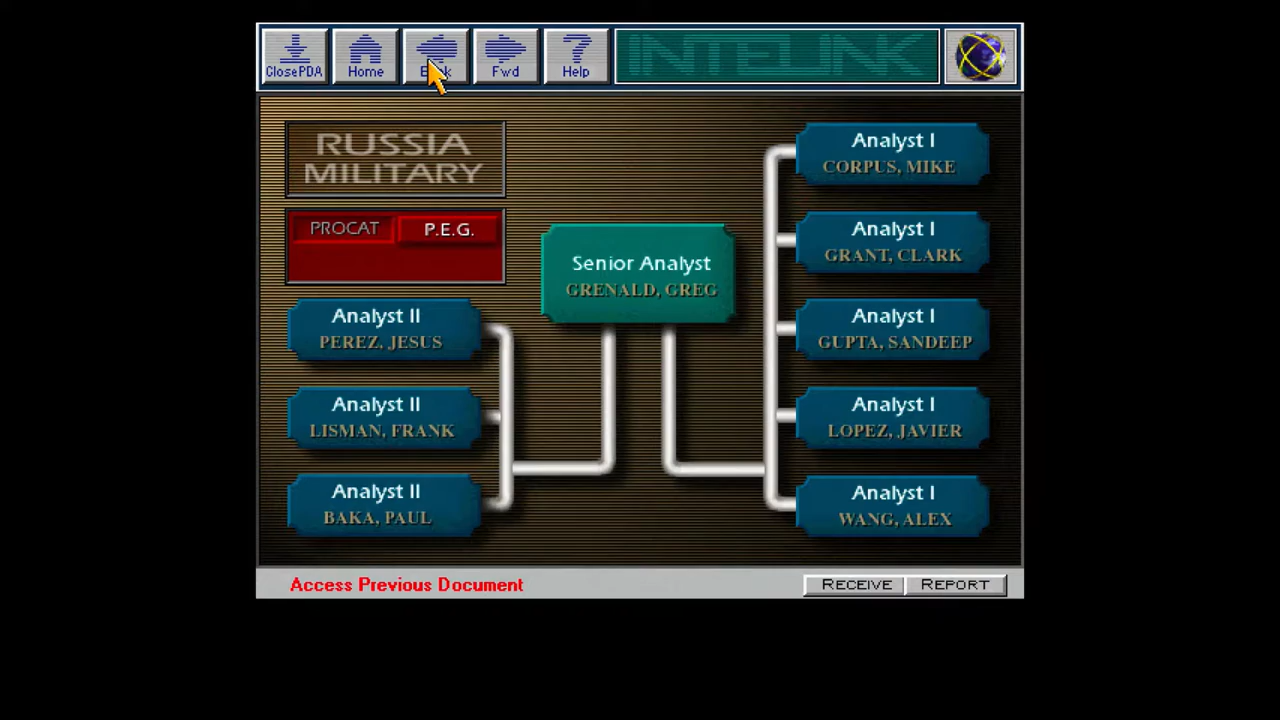 ClosePDA
Home
Back
Fwd
Help
INTELINK
RUSSIA
MILITARY
PROCAT
P.E.G.
Senior Analyst
GRENALD, GREG
Analyst II
PEREZ, JESUS
Analyst II
LISMAN, FRANK
Analyst II
BAKA, PAUL
Analyst I
CORPUS, MIKE
Analyst I
GRANT, CLARK
Analyst I
GUPTA, SANDEEP
Analyst I
LOPEZ, JAVIER
Analyst I
WANG, ALEX
Access Previous Document
RECEIVE
REPORT